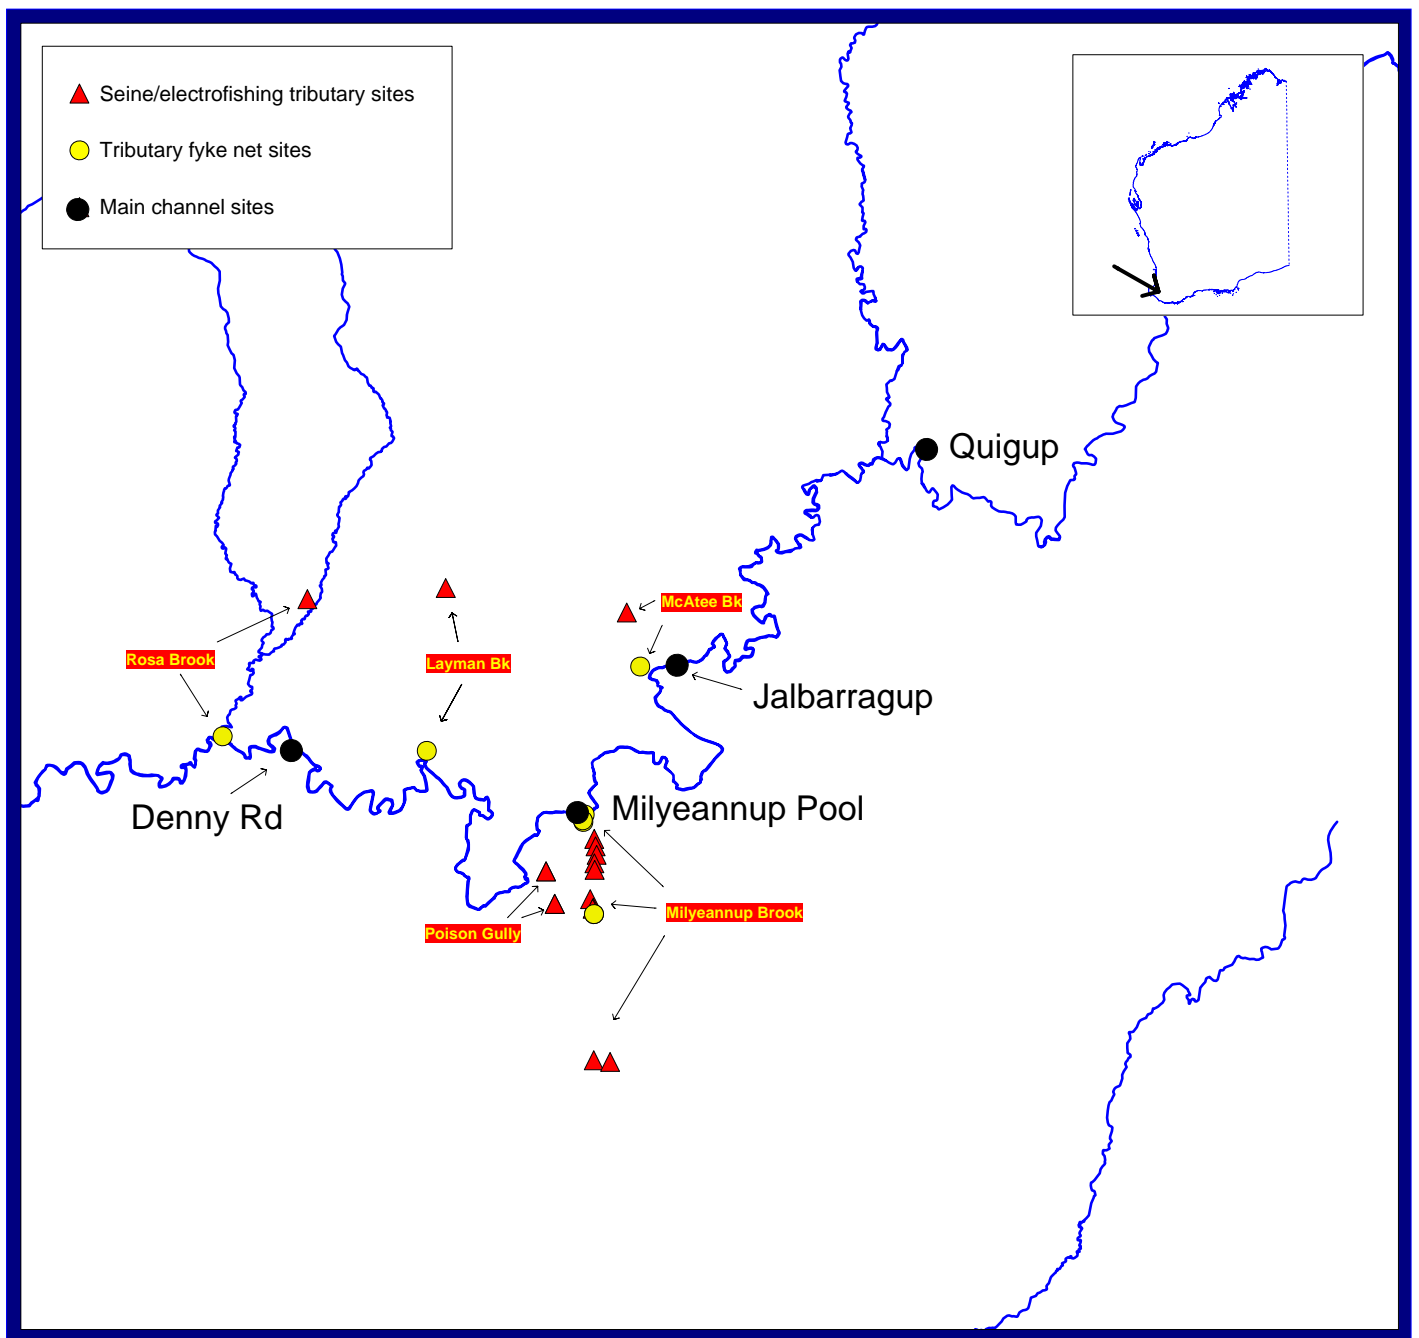 Seine/electrofishing tributary sites
Tributary fyke net sites
Main channel sites
Quigup
McAtee Bk
Rosa Brook
Layman Bk
Jalbarragup
Denny Rd
Milyeannup Pool
Milyeannup Brook
Poison Gully